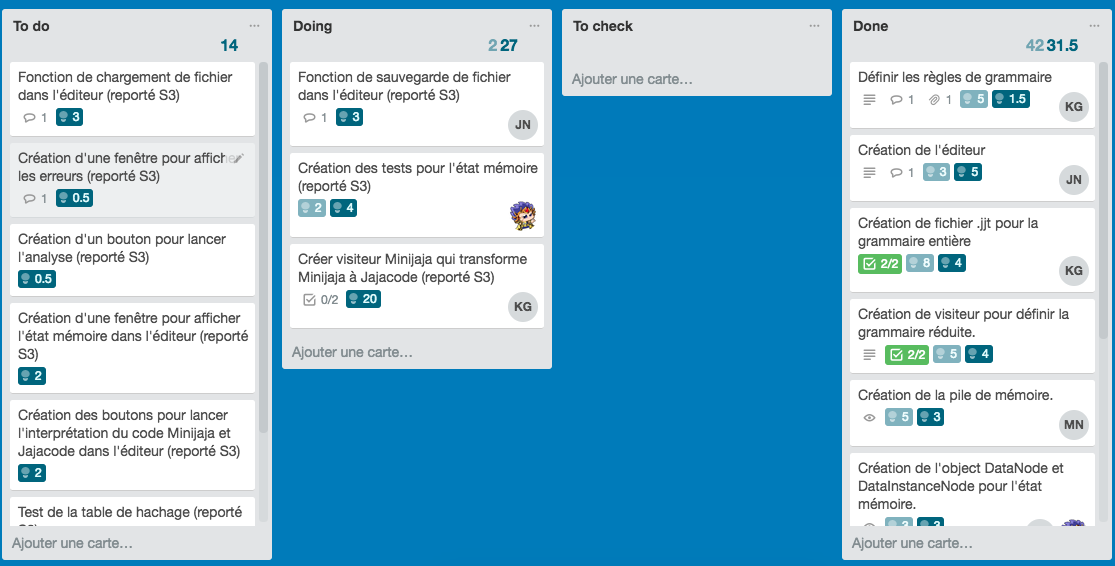 To do
14
Fonction de chargement de fichier
dans l'éditeur (reporté S3)
1 3
Création d'une fenêtre pour afficher
les erreurs (reporté S3)
1 0.5
Création d'un bouton pour lancer
l'analyse (reporté S3)
0.5
Création d'une fenêtre pour afficher
l'état mémoire dans l'éditeur (reporté
S3)
2
Création des boutons pour lancer
l'interprétation du code Minijaja et
Jajacode dans l'éditeur (reporté S3)
2
Test de la table de hachage (reporté
S3)
Ajouter une carte…
Doing
2 27
Fonction de sauvegarde de fichier
dans l'éditeur (reporté S3)
1 3
JN
Création des tests pour l'état mémoire
(reporté S3)
2 4
Créer visiteur Minijaja qui transforme
Minijaja à Jajacode (reporté S3)
0/2 20
KG
Ajouter une carte…
To check
Ajouter une carte…
Done
42 31.5
Définir les règles de grammaire
1 1 5 1.5
KG
Création de l'éditeur
1 3 5
JN
Création de fichier .jjt pour la
grammaire entière
2/2 8 4
KG
Création de visiteur pour définir la
grammaire réduite.
2/2 5 4
Création de la pile de mémoire.
5 3
MN
Création de l'object DataNode et
DataInstanceNode pour l'état
mémoire.
3 3
Ajouter une carte…